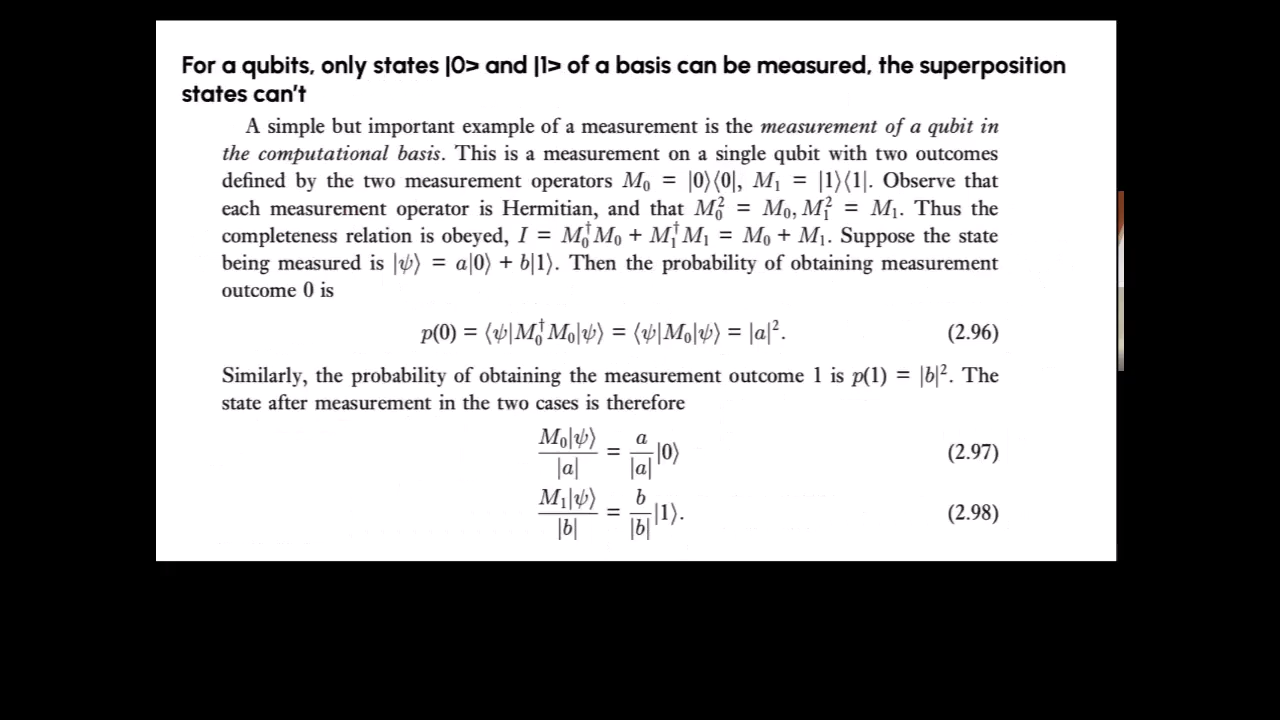 For a qubits, only states |0> and |1> of a basis can be measured, the superposition
states can't
A simple but important example of a measurement is the measurement of a qubit in
the computational basis. This is a measurement on a single qubit with two outcomes
defined by the two measurement operators M₀ = |0⟩⟨0|, M₁ = |1⟩⟨1|. Observe that
each measurement operator is Hermitian, and that M₀² = M₀, M₁² = M₁. Thus the
completeness relation is obeyed, I = M₀†M₀ + M₁†M₁ = M₀ + M₁. Suppose the state
being measured is |ψ⟩ = a|0⟩ + b|1⟩. Then the probability of obtaining measurement
outcome 0 is
p(0) = ⟨ψ|M₀†M₀|ψ⟩ = ⟨ψ|M₀|ψ⟩ = |a|². (2.96)
Similarly, the probability of obtaining the measurement outcome 1 is p(1) = |b|². The
state after measurement in the two cases is therefore
M₀|ψ⟩/|a| = a/|a| |0⟩ (2.97)
M₁|ψ⟩/|b| = b/|b| |1⟩. (2.98)